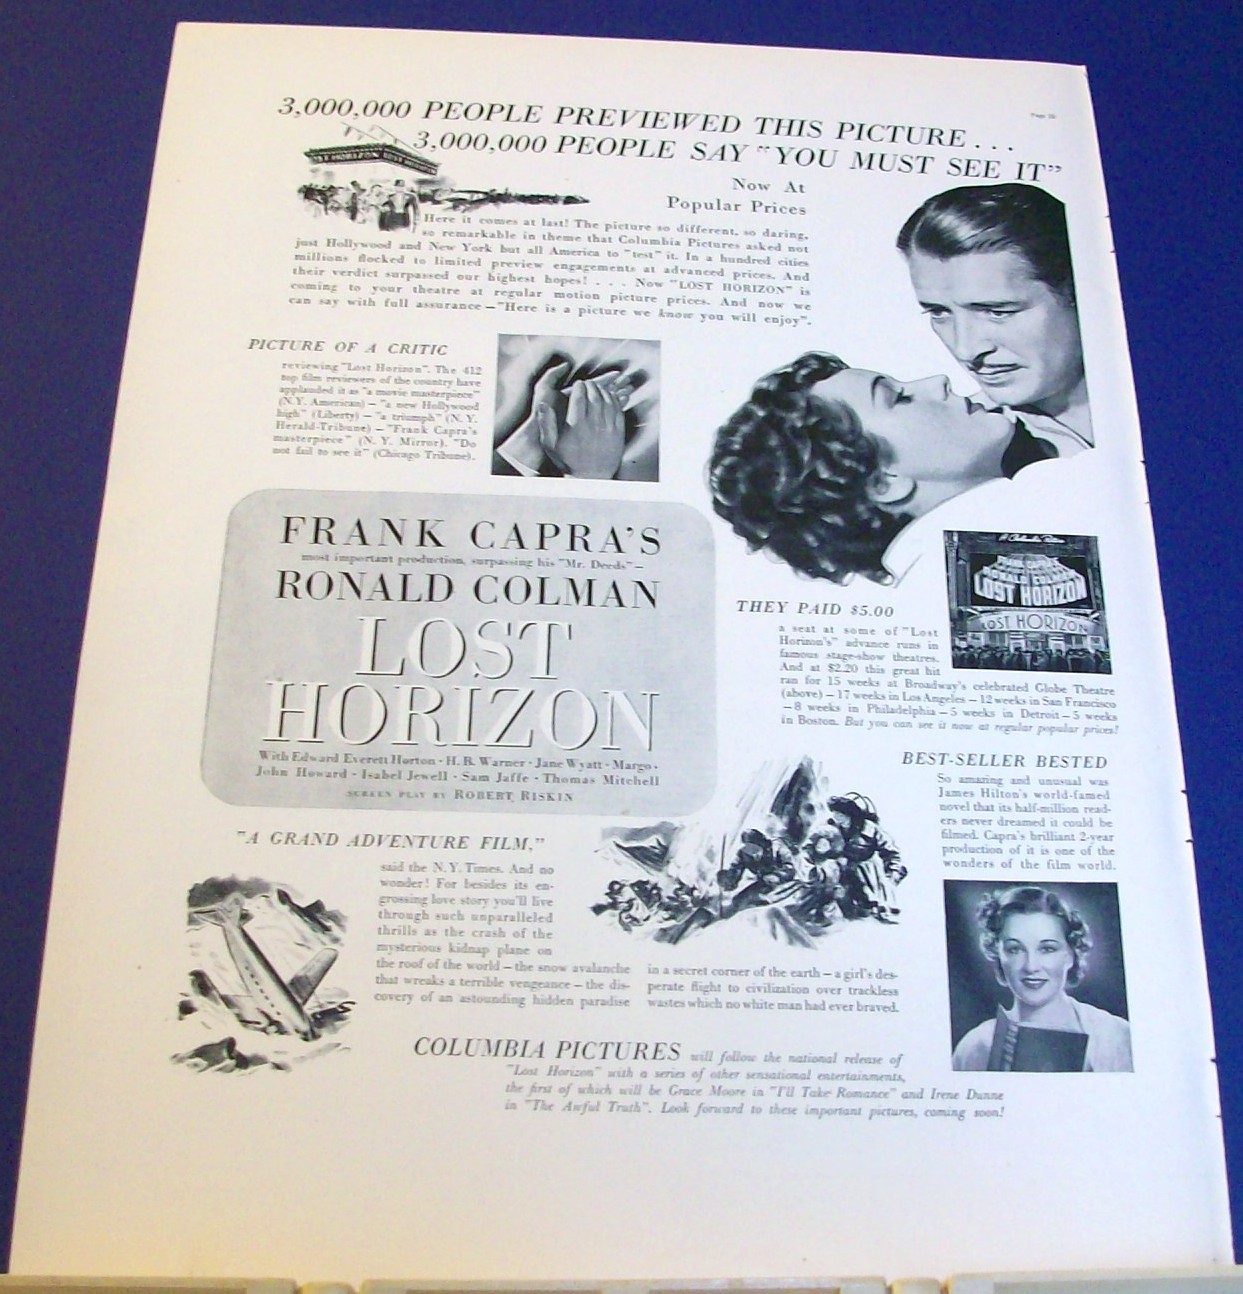 3,000,000 PEOPLE PREVIEWED THIS PICTURE...
3,000,000 PEOPLE SAY "YOU MUST SEE IT"
Now At
Popular Prices
Here it comes at last! The picture so different, so daring,
so remarkable in theme that Columbia Pictures asked not
just Hollywood and New York but all America to "test" it. In a hundred cities
millions flocked to limited preview engagements at advanced prices. And
their verdict surpassed our highest hopes! . . . Now "LOST HORIZON" is
coming to your theatre at regular motion picture prices. And now we
can say with full assurance—"Here is a picture we know you will enjoy".
PICTURE OF A CRITIC
reviewing "Lost Horizon". The 412
top film reviewers of the country have
applauded it as "a movie masterpiece"
(N.Y. American)—"a new Hollywood
high" (Liberty)—"a triumph" (N.Y.
Herald-Tribune)—"Frank Capra's
masterpiece" (N.Y. Mirror). "Do
not fail to see it" (Chicago Tribune).
FRANK CAPRA'S
most important production, surpassing his "Mr. Deeds"—
RONALD COLMAN
LOST
HORIZON
With Edward Everett Horton · H. B. Warner · Jane Wyatt · Margo ·
John Howard · Isabel Jewell · Sam Jaffe · Thomas Mitchell
SCREEN PLAY BY ROBERT RISKIN
LOST HORIZON
LOST HORIZON
THEY PAID $5.00
a seat at some of "Lost
Horizon's" advance runs in
famous stage-show theatres.
And at $2.20 this great hit
ran for 15 weeks at Broadway's celebrated Globe Theatre
(above)—17 weeks in Los Angeles—12 weeks in San Francisco
—8 weeks in Philadelphia—5 weeks in Detroit—5 weeks
in Boston. But you can see it now at regular popular prices!
BEST-SELLER BESTED
So amazing and unusual was
James Hilton's world-famed
novel that its half-million read-
ers never dreamed it could be
filmed. Capra's brilliant 2-year
production of it is one of the
wonders of the film world.
"A GRAND ADVENTURE FILM,"
said the N.Y. Times. And no
wonder! For besides its en-
grossing love story you'll live
through such unparalleled
thrills as the crash of the
mysterious kidnap plane on
the roof of the world—the snow avalanche
that wreaks a terrible vengeance—the dis-
covery of an astounding hidden paradise
in a secret corner of the earth—a girl's des-
perate flight to civilization over trackless
wastes which no white man had ever braved.
COLUMBIA PICTURES will follow the national release of
"Lost Horizon" with a series of other sensational entertainments,
the first of which will be Grace Moore in "I'll Take Romance" and Irene Dunne
in "The Awful Truth". Look forward to these important pictures, coming soon!